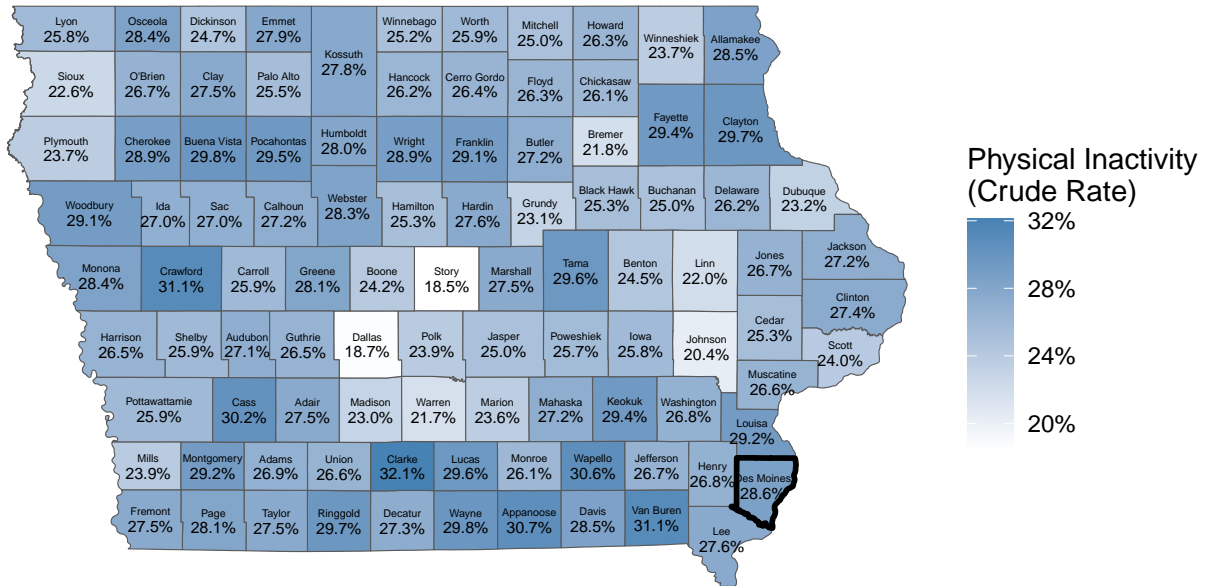 Lyon
25.8%
Osceola
28.4%
Dickinson
24.7%
Emmet
27.9%
Winnebago
25.2%
Worth
25.9%
Mitchell
25.0%
Howard
26.3%
Winneshiek
23.7%
Allamakee
28.5%
Kossuth
27.8%
Sioux
22.6%
O'Brien
26.7%
Clay
27.5%
Palo Alto
25.5%
Hancock
26.2%
Cerro Gordo
26.4%
Floyd
26.3%
Chickasaw
26.1%
Fayette
29.4%
Clayton
29.7%
Plymouth
23.7%
Cherokee
28.9%
Buena Vista
29.8%
Pocahontas
29.5%
Humboldt
28.0%
Wright
28.9%
Franklin
29.1%
Butler
27.2%
Bremer
21.8%
Woodbury
29.1%
Ida
27.0%
Sac
27.0%
Calhoun
27.2%
Webster
28.3%
Hamilton
25.3%
Hardin
27.6%
Grundy
23.1%
Black Hawk
25.3%
Buchanan
25.0%
Delaware
26.2%
Dubuque
23.2%
Monona
28.4%
Crawford
31.1%
Carroll
25.9%
Greene
28.1%
Boone
24.2%
Story
18.5%
Marshall
27.5%
Tama
29.6%
Benton
24.5%
Linn
22.0%
Jones
26.7%
Jackson
27.2%
Clinton
27.4%
Harrison
26.5%
Shelby
25.9%
Audubon
27.1%
Guthrie
26.5%
Dallas
18.7%
Polk
23.9%
Jasper
25.0%
Poweshiek
25.7%
Iowa
25.8%
Johnson
20.4%
Cedar
25.3%
Scott
24.0%
Muscatine
26.6%
Pottawattamie
25.9%
Cass
30.2%
Adair
27.5%
Madison
23.0%
Warren
21.7%
Marion
23.6%
Mahaska
27.2%
Keokuk
29.4%
Washington
26.8%
Louisa
29.2%
Mills
23.9%
Montgomery
29.2%
Adams
26.9%
Union
26.6%
Clarke
32.1%
Lucas
29.6%
Monroe
26.1%
Wapello
30.6%
Jefferson
26.7%
Henry
26.8%
Des Moines
28.6%
Fremont
27.5%
Page
28.1%
Taylor
27.5%
Ringgold
29.7%
Decatur
27.3%
Wayne
29.8%
Appanoose
30.7%
Davis
28.5%
Van Buren
31.1%
Lee
27.6%
Physical Inactivity
(Crude Rate)
32%
28%
24%
20%